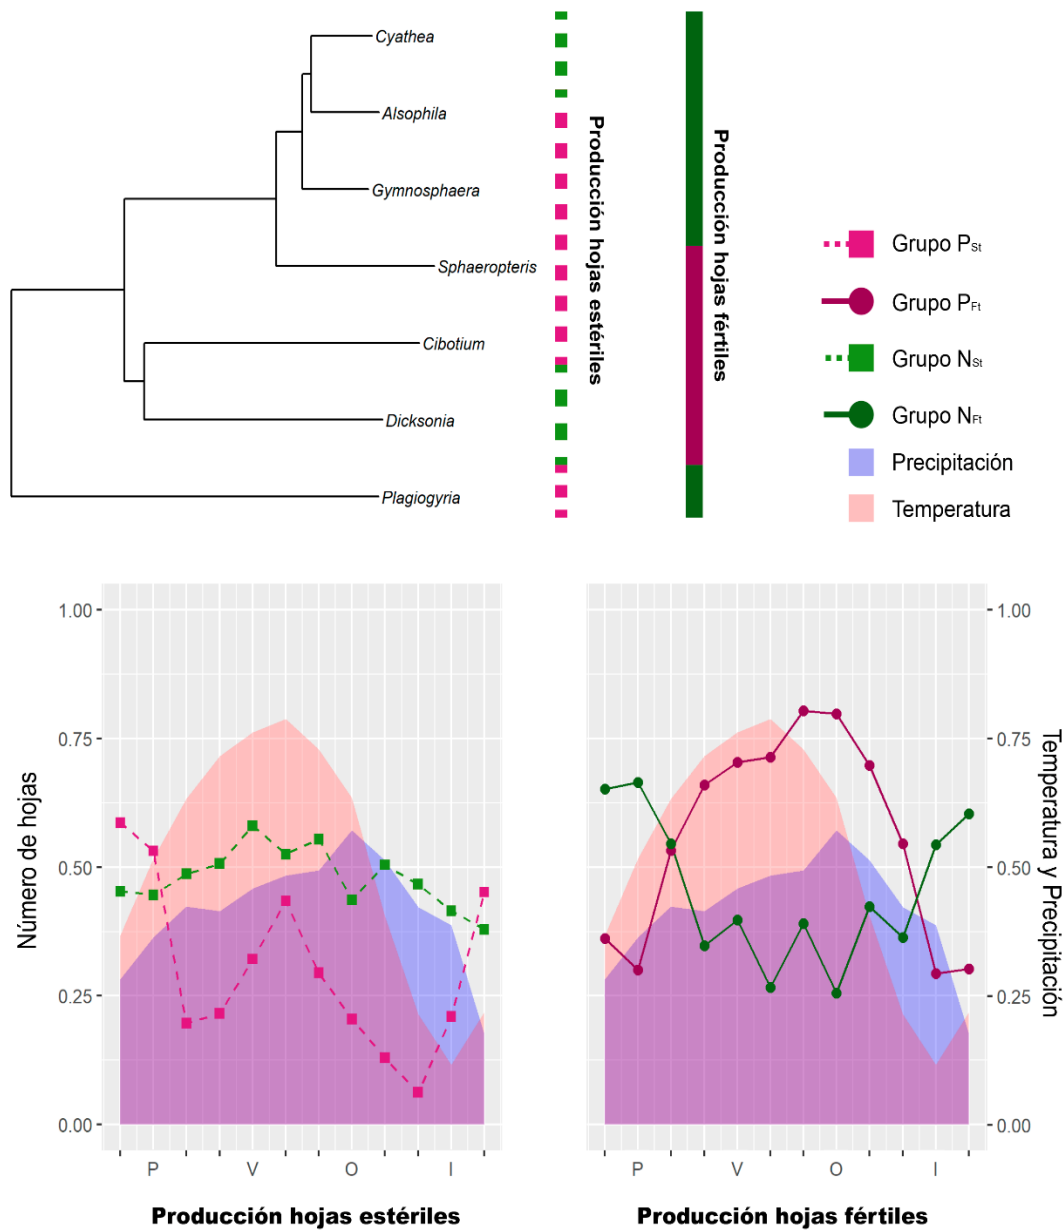 Cyathea
Alsophila
Gymnosphaera
Sphaeropteris
Cibotium
Dicksonia
Plagiogyria
Producción hojas estériles
Producción hojas fértiles
Grupo PSt
Grupo PFt
Grupo NSt
Grupo NFt
Precipitación
Temperatura
Número de hojas
1.00
0.75
0.50
0.25
0.00
P V O I
Producción hojas estériles
1.00
0.75
0.50
0.25
0.00
Temperatura y Precipitación
P V O I
Producción hojas fértiles